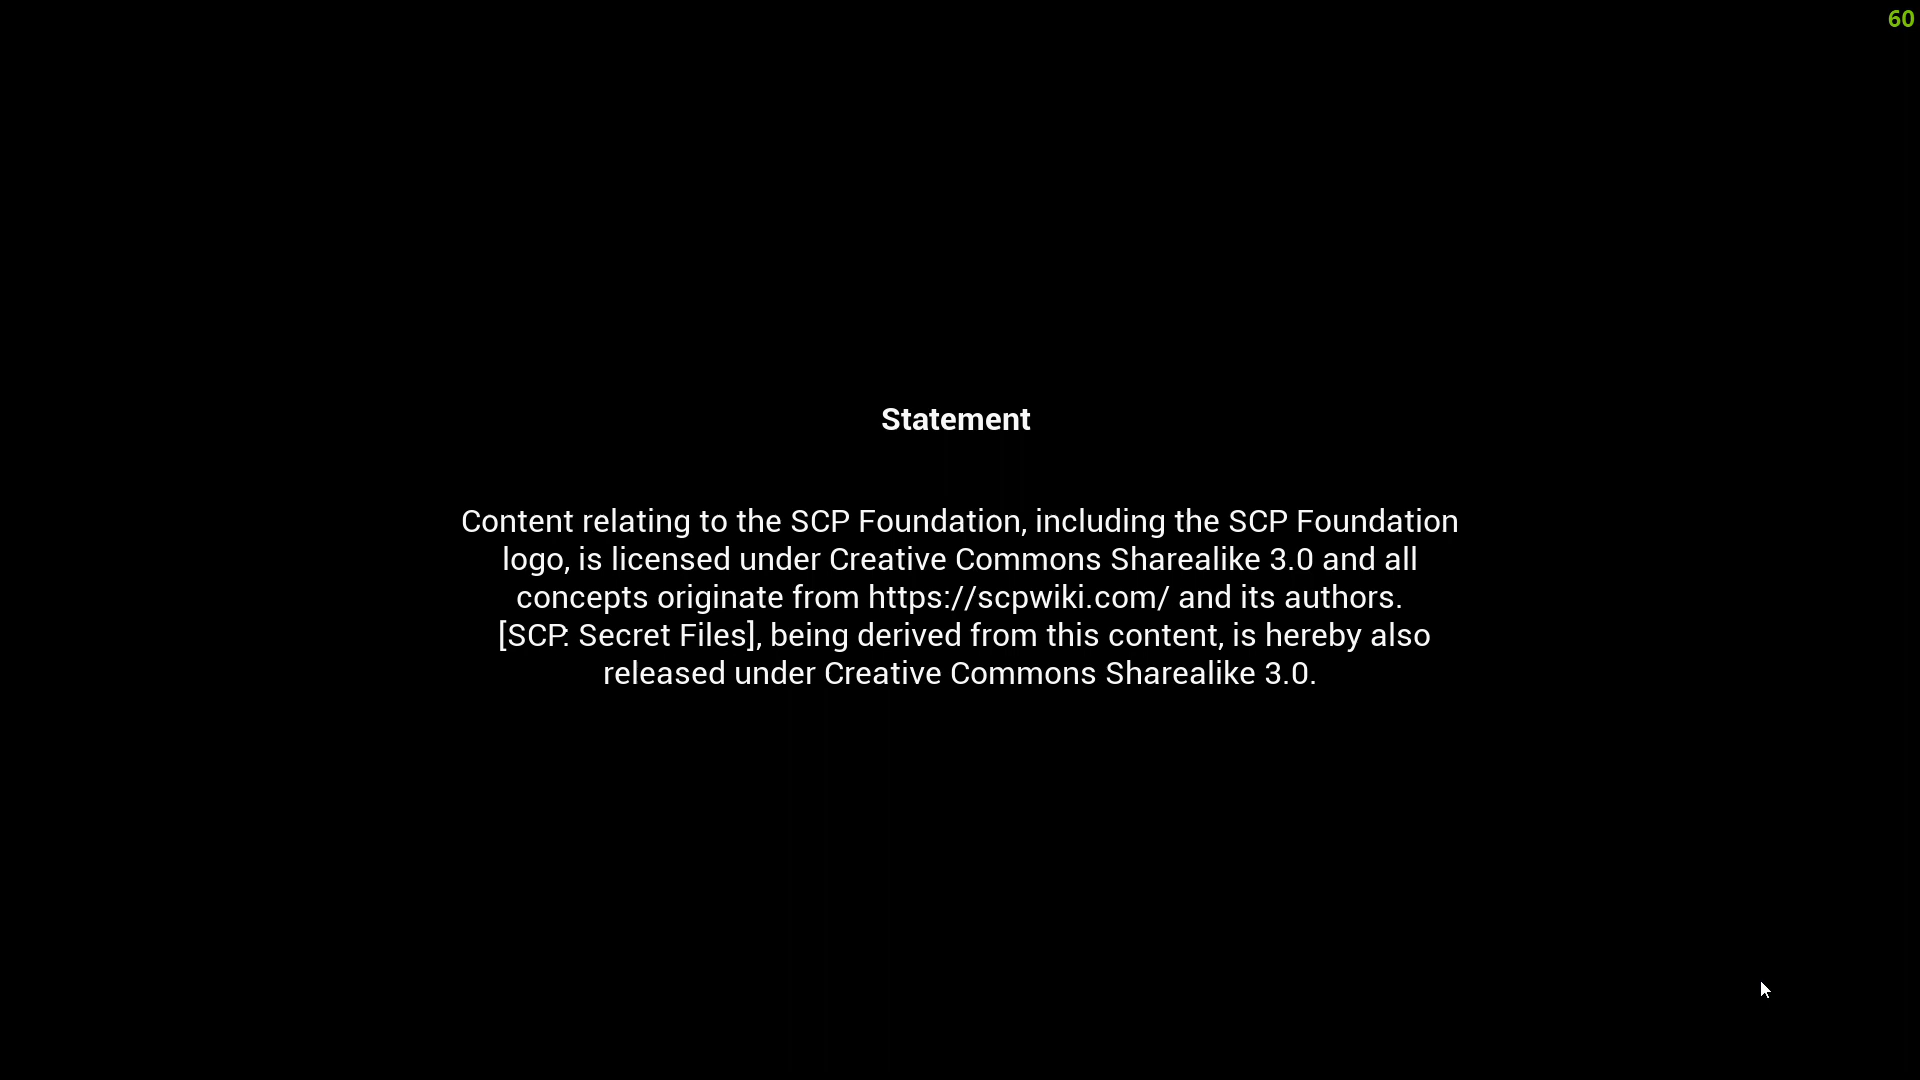 60
Statement
Content relating to the SCP Foundation, including the SCP Foundation
logo, is licensed under Creative Commons Sharealike 3.0 and all
concepts originate from https://scpwiki.com/ and its authors.
[SCP: Secret Files], being derived from this content, is hereby also
released under Creative Commons Sharealike 3.0.